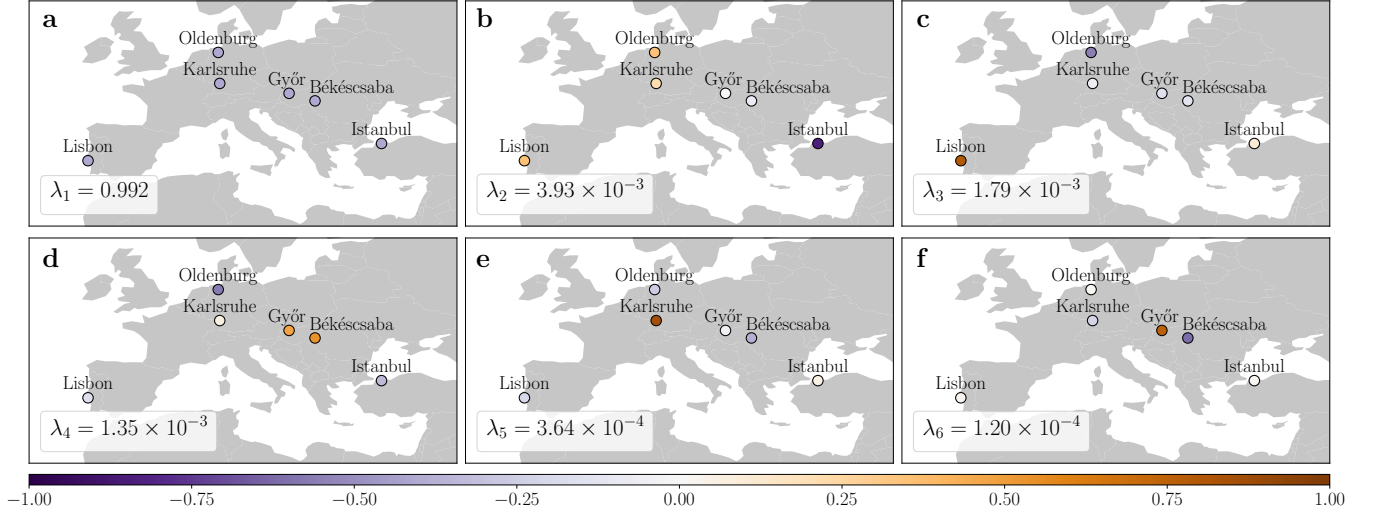 a
Oldenburg
Karlsruhe
Győr
Békéscsaba
Istanbul
Lisbon
λ₁ = 0.992
b
Oldenburg
Karlsruhe
Győr
Békéscsaba
Istanbul
Lisbon
λ₂ = 3.93 × 10⁻³
c
Oldenburg
Karlsruhe
Győr
Békéscsaba
Istanbul
Lisbon
λ₃ = 1.79 × 10⁻³
d
Oldenburg
Karlsruhe
Győr
Békéscsaba
Istanbul
Lisbon
λ₄ = 1.35 × 10⁻³
e
Oldenburg
Karlsruhe
Győr
Békéscsaba
Istanbul
Lisbon
λ₅ = 3.64 × 10⁻⁴
f
Oldenburg
Karlsruhe
Győr
Békéscsaba
Istanbul
Lisbon
λ₆ = 1.20 × 10⁻⁴
−1.00 −0.75 −0.50 −0.25 0.00 0.25 0.50 0.75 1.00